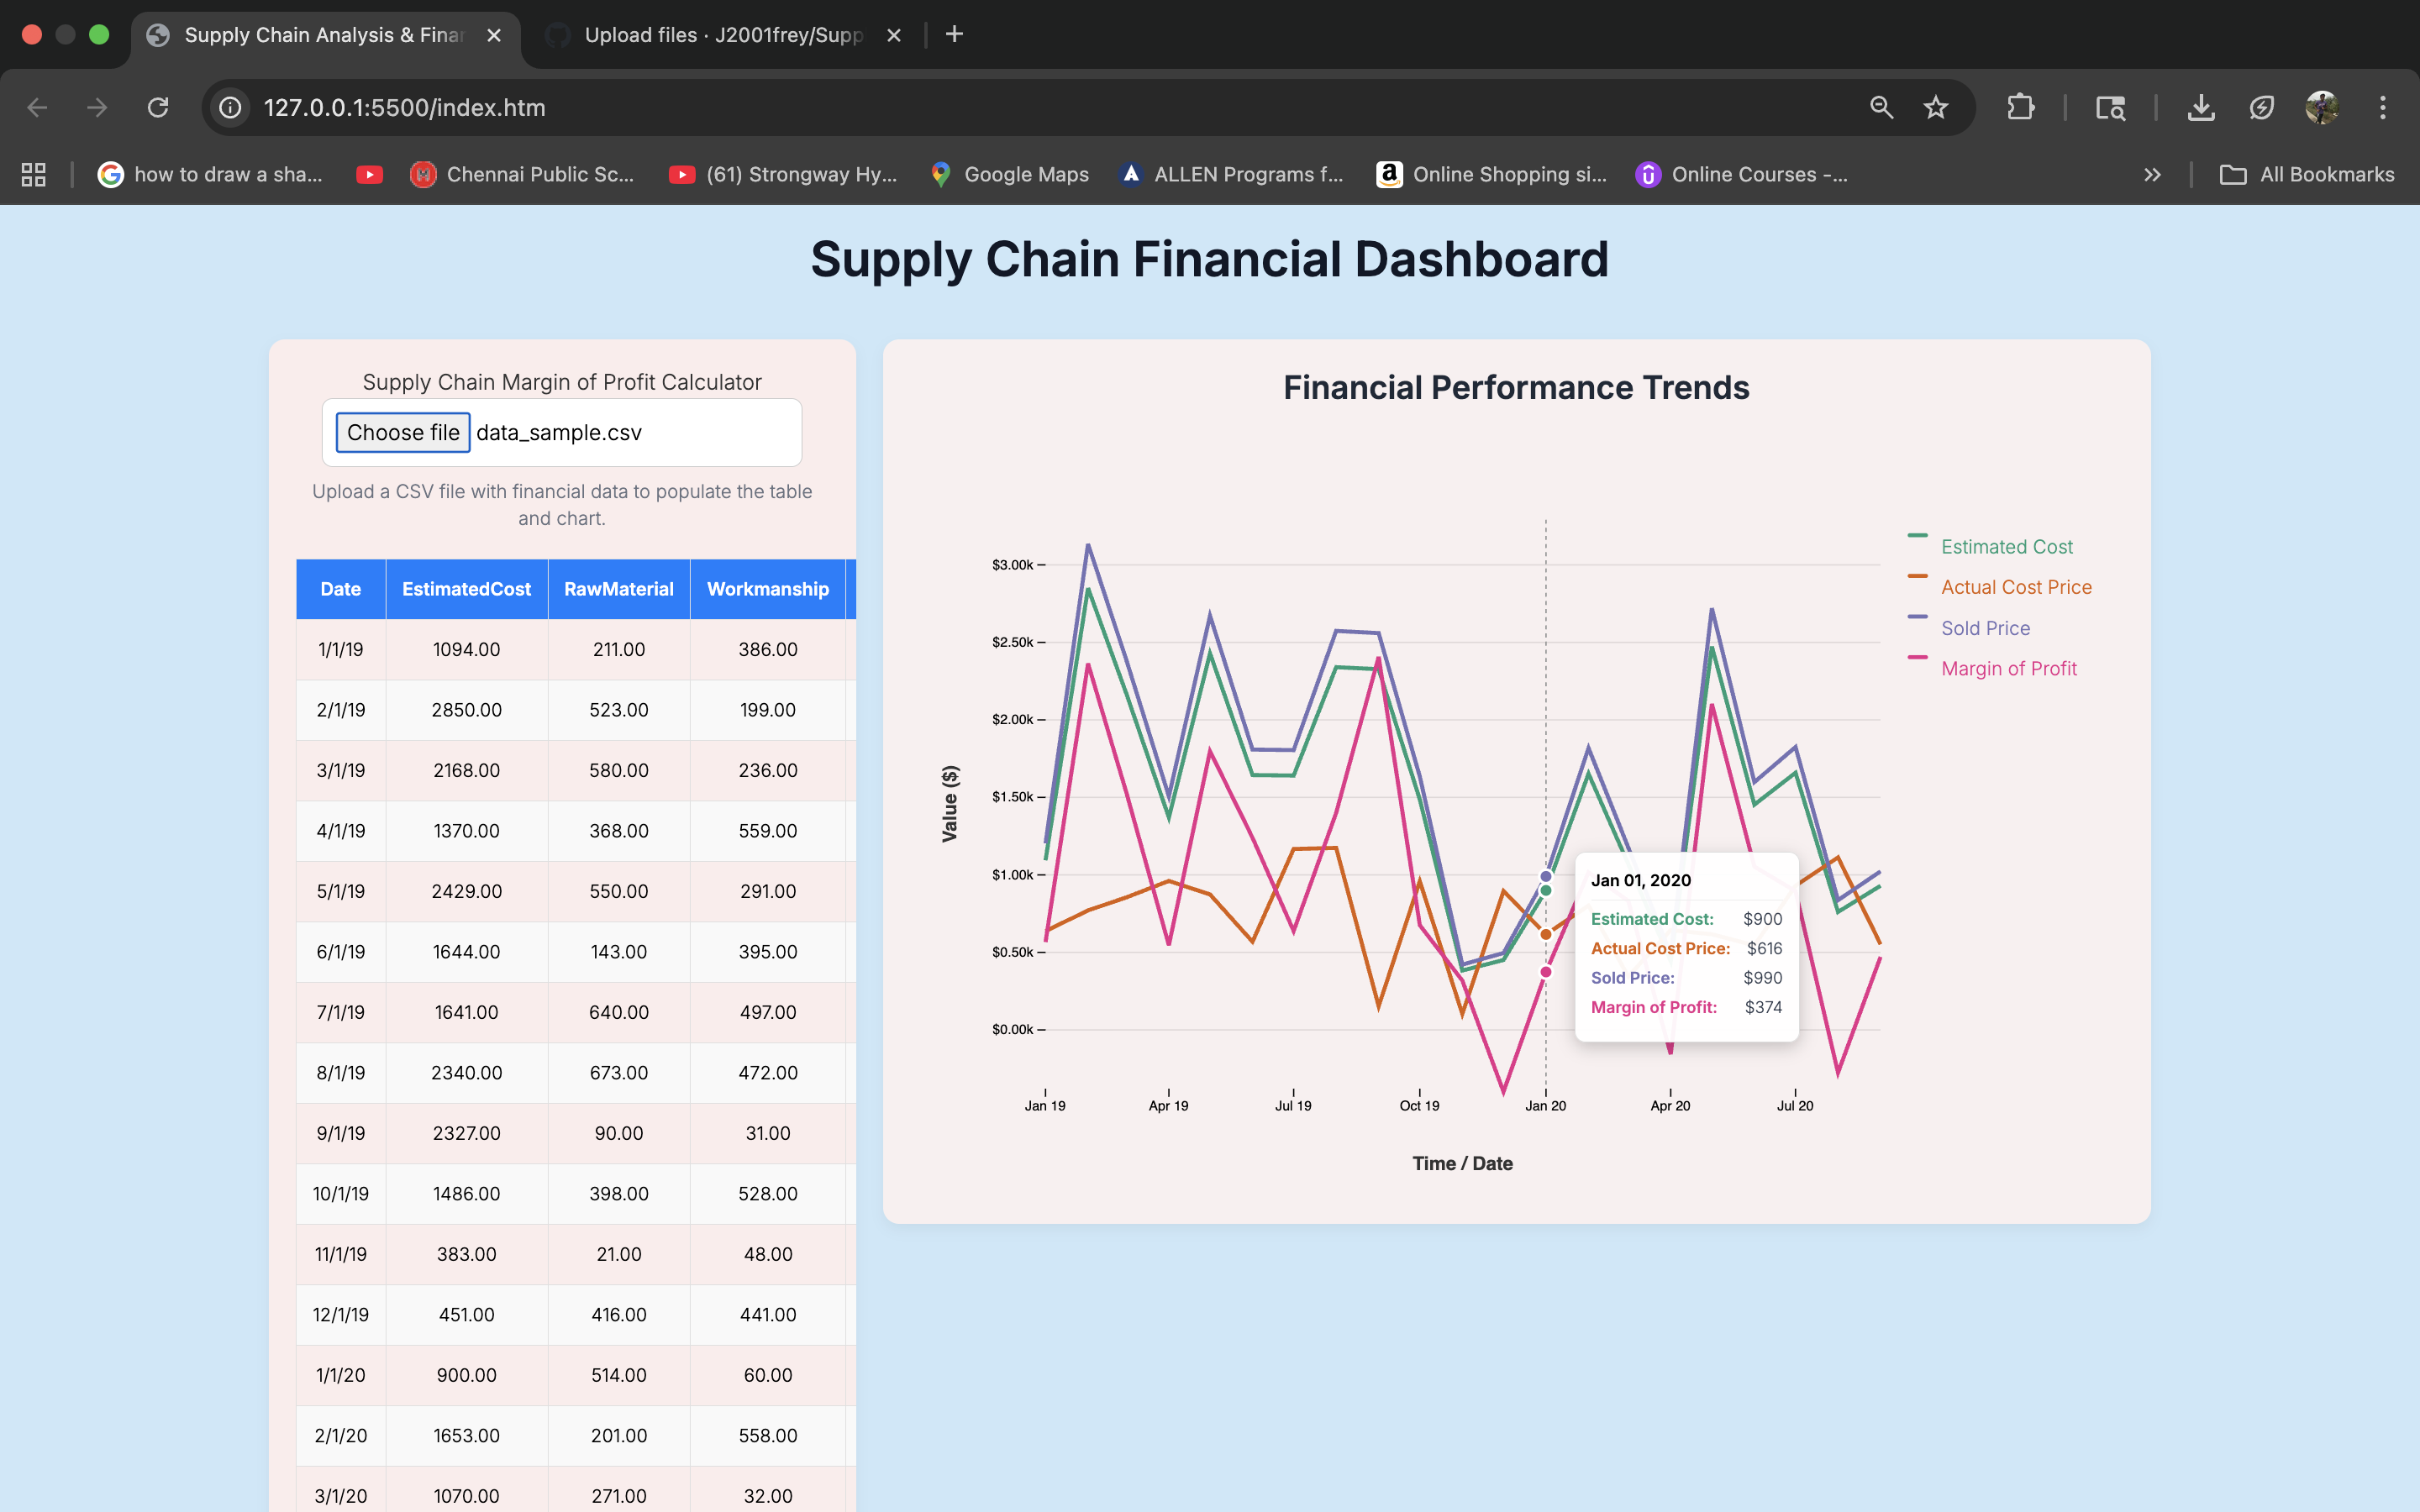 Supply Chain Analysis & Finar
Upload files · J2001frey/Supp
127.0.0.1:5500/index.htm
how to draw a sha...
Chennai Public Sc...
(61) Strongway Hy...
Google Maps
ALLEN Programs f...
Online Shopping si...
Online Courses -...
All Bookmarks
Supply Chain Financial Dashboard
Supply Chain Margin of Profit Calculator
Choose file data_sample.csv
Upload a CSV file with financial data to populate the table
and chart.
Date EstimatedCost RawMaterial Workmanship
1/1/19 1094.00 211.00 386.00
2/1/19 2850.00 523.00 199.00
3/1/19 2168.00 580.00 236.00
4/1/19 1370.00 368.00 559.00
5/1/19 2429.00 550.00 291.00
6/1/19 1644.00 143.00 395.00
7/1/19 1641.00 640.00 497.00
8/1/19 2340.00 673.00 472.00
9/1/19 2327.00 90.00 31.00
10/1/19 1486.00 398.00 528.00
11/1/19 383.00 21.00 48.00
12/1/19 451.00 416.00 441.00
1/1/20 900.00 514.00 60.00
2/1/20 1653.00 201.00 558.00
3/1/20 1070.00 271.00 32.00
Financial Performance Trends
Value ($)
$3.00k
$2.50k
$2.00k
$1.50k
$1.00k
$0.50k
$0.00k
Jan 19 Apr 19 Jul 19 Oct 19 Jan 20 Apr 20 Jul 20
Time / Date
Estimated Cost
Actual Cost Price
Sold Price
Margin of Profit
Jan 01, 2020
Estimated Cost: $900
Actual Cost Price: $616
Sold Price: $990
Margin of Profit: $374